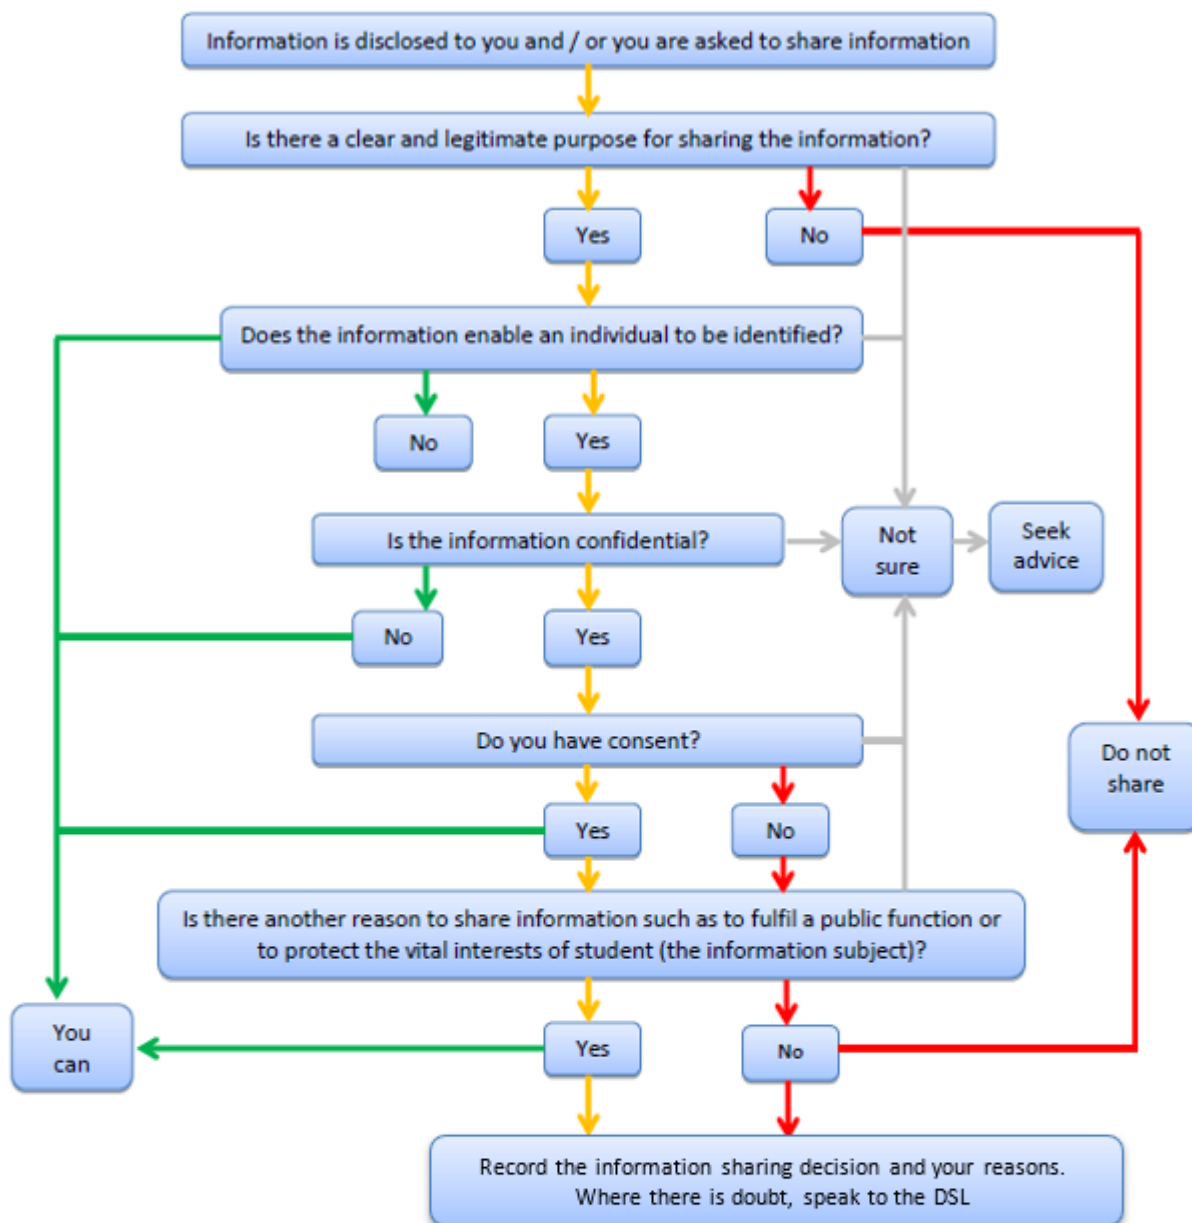 Information is disclosed to you and / or you are asked to share information
Is there a clear and legitimate purpose for sharing the information?
Yes
No
Does the information enable an individual to be identified?
No
Yes
Is the information confidential?
Not
sure
Seek
advice
No
Yes
Do you have consent?
Do not
share
Yes
No
Is there another reason to share information such as to fulfil a public function or
to protect the vital interests of student (the information subject)?
You
can
Yes
No
Record the information sharing decision and your reasons.
Where there is doubt, speak to the DSL